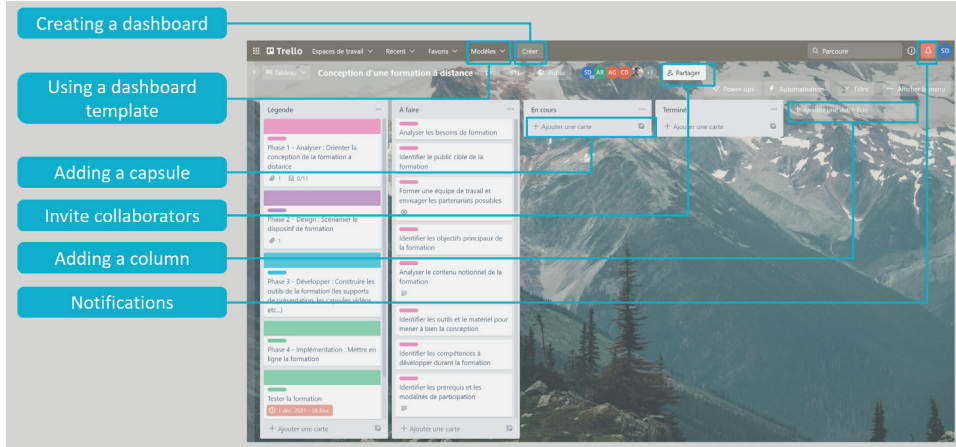 Creating a dashboard
Using a dashboard
template
Adding a capsule
Invite collaborators
Adding a column
Notifications
Trello Espaces de travail Récent Favoris Modèles Créer Parcourir SD
Tableau Conception d'une formation à distance Public SD AR AG CD Partager
Power-ups Automatisation Filtre Afficher le menu
Légende
Phase 1 - Analyser : Orienter la
conception de la formation à
distance
1 0/11
Phase 2 - Design : Scénariser le
dispositif de formation
1
Phase 3 - Développer : Construire les
outils de la formation (les supports
de présentation, les capsules vidéos
etc...)
Phase 4 - Implémentation : Mettre en
ligne la formation
Tester la formation
1 déc. 2021 - 28 févr.
+ Ajouter une carte
À faire
Analyser les besoins de formation
Identifier le public cible de la
formation
Former une équipe de travail et
envisager les partenariats possibles
Identifier les objectifs principaux de
la formation
Analyser le contenu notionnel de la
formation
Identifier les outils et le matériel pour
mener à bien la conception
Identifier les compétences à
développer durant la formation
Identifier les prérequis et les
modalités de participation
+ Ajouter une carte
En cours
+ Ajouter une carte
Terminé
+ Ajouter une carte
+ Ajouter une autre liste